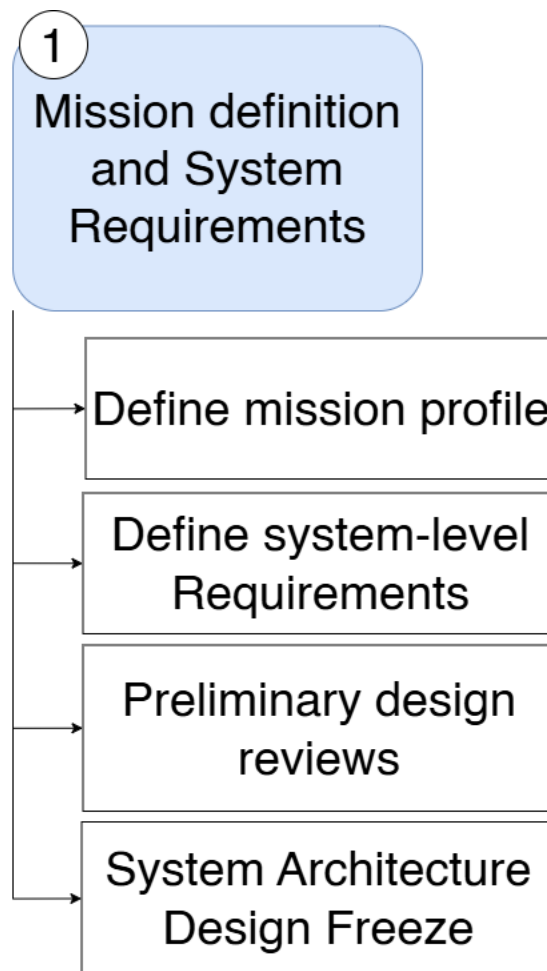 1
Mission definition
and System
Requirements
Define mission profile
Define system-level
Requirements
Preliminary design
reviews
System Architecture
Design Freeze